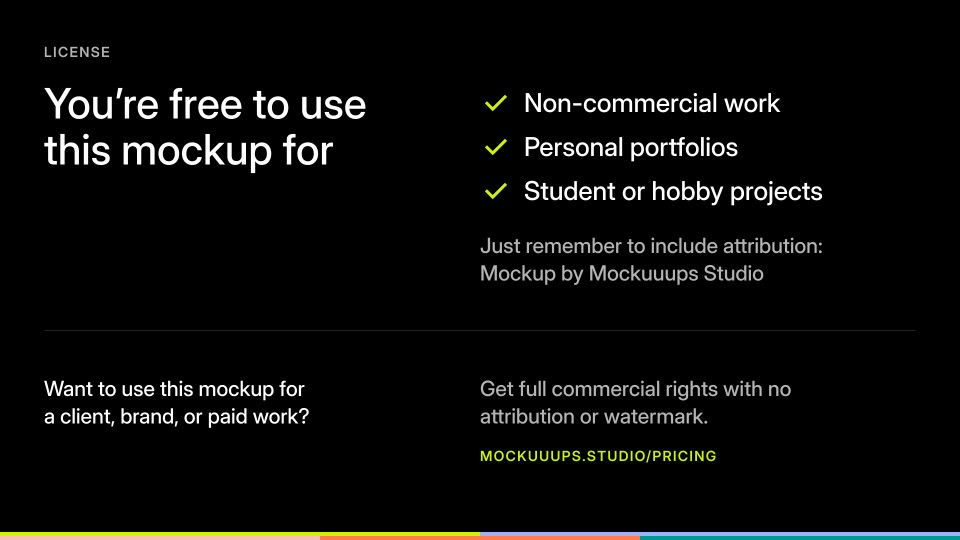 LICENSE
You’re free to use
this mockup for
Non-commercial work
Personal portfolios
Student or hobby projects
Just remember to include attribution:
Mockup by Mockuuups Studio
Want to use this mockup for
a client, brand, or paid work?
Get full commercial rights with no
attribution or watermark.
MOCKUUUPS.STUDIO/PRICING